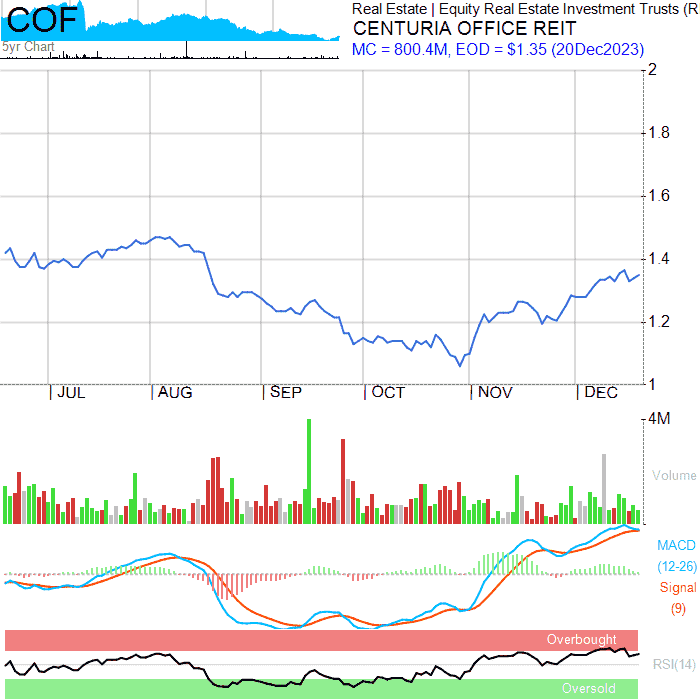 COF
5yr Chart
Real Estate | Equity Real Estate Investment Trusts (R
CENTURIA OFFICE REIT
MC = 800.4M, EOD = $1.35 (20Dec2023)
2
1.8
1.6
1.4
1.2
1
JUL AUG SEP OCT NOV DEC
4M
Volume
MACD
(12-26)
Signal
(9)
Overbought
RSI(14)
Oversold